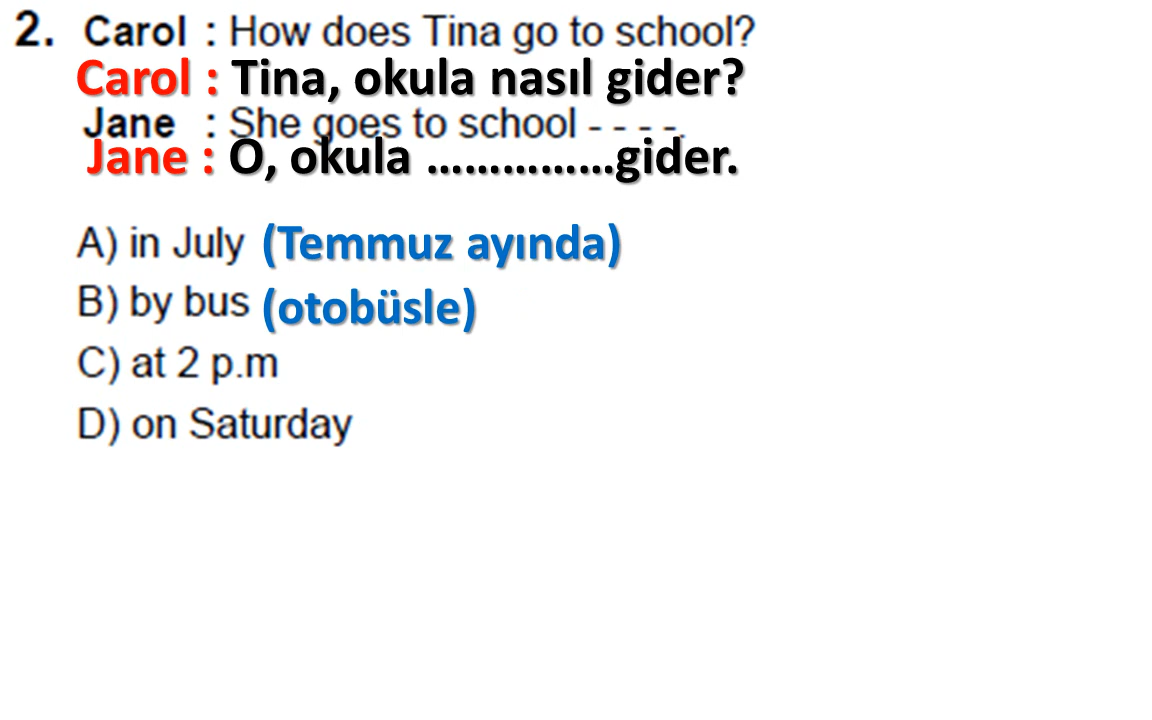 2. Carol : How does Tina go to school?
Carol : Tina, okula nasıl gider?
Jane : She goes to school - - - -.
Jane : O, okula ……………gider.
A) in July (Temmuz ayında)
B) by bus (otobüsle)
C) at 2 p.m
D) on Saturday